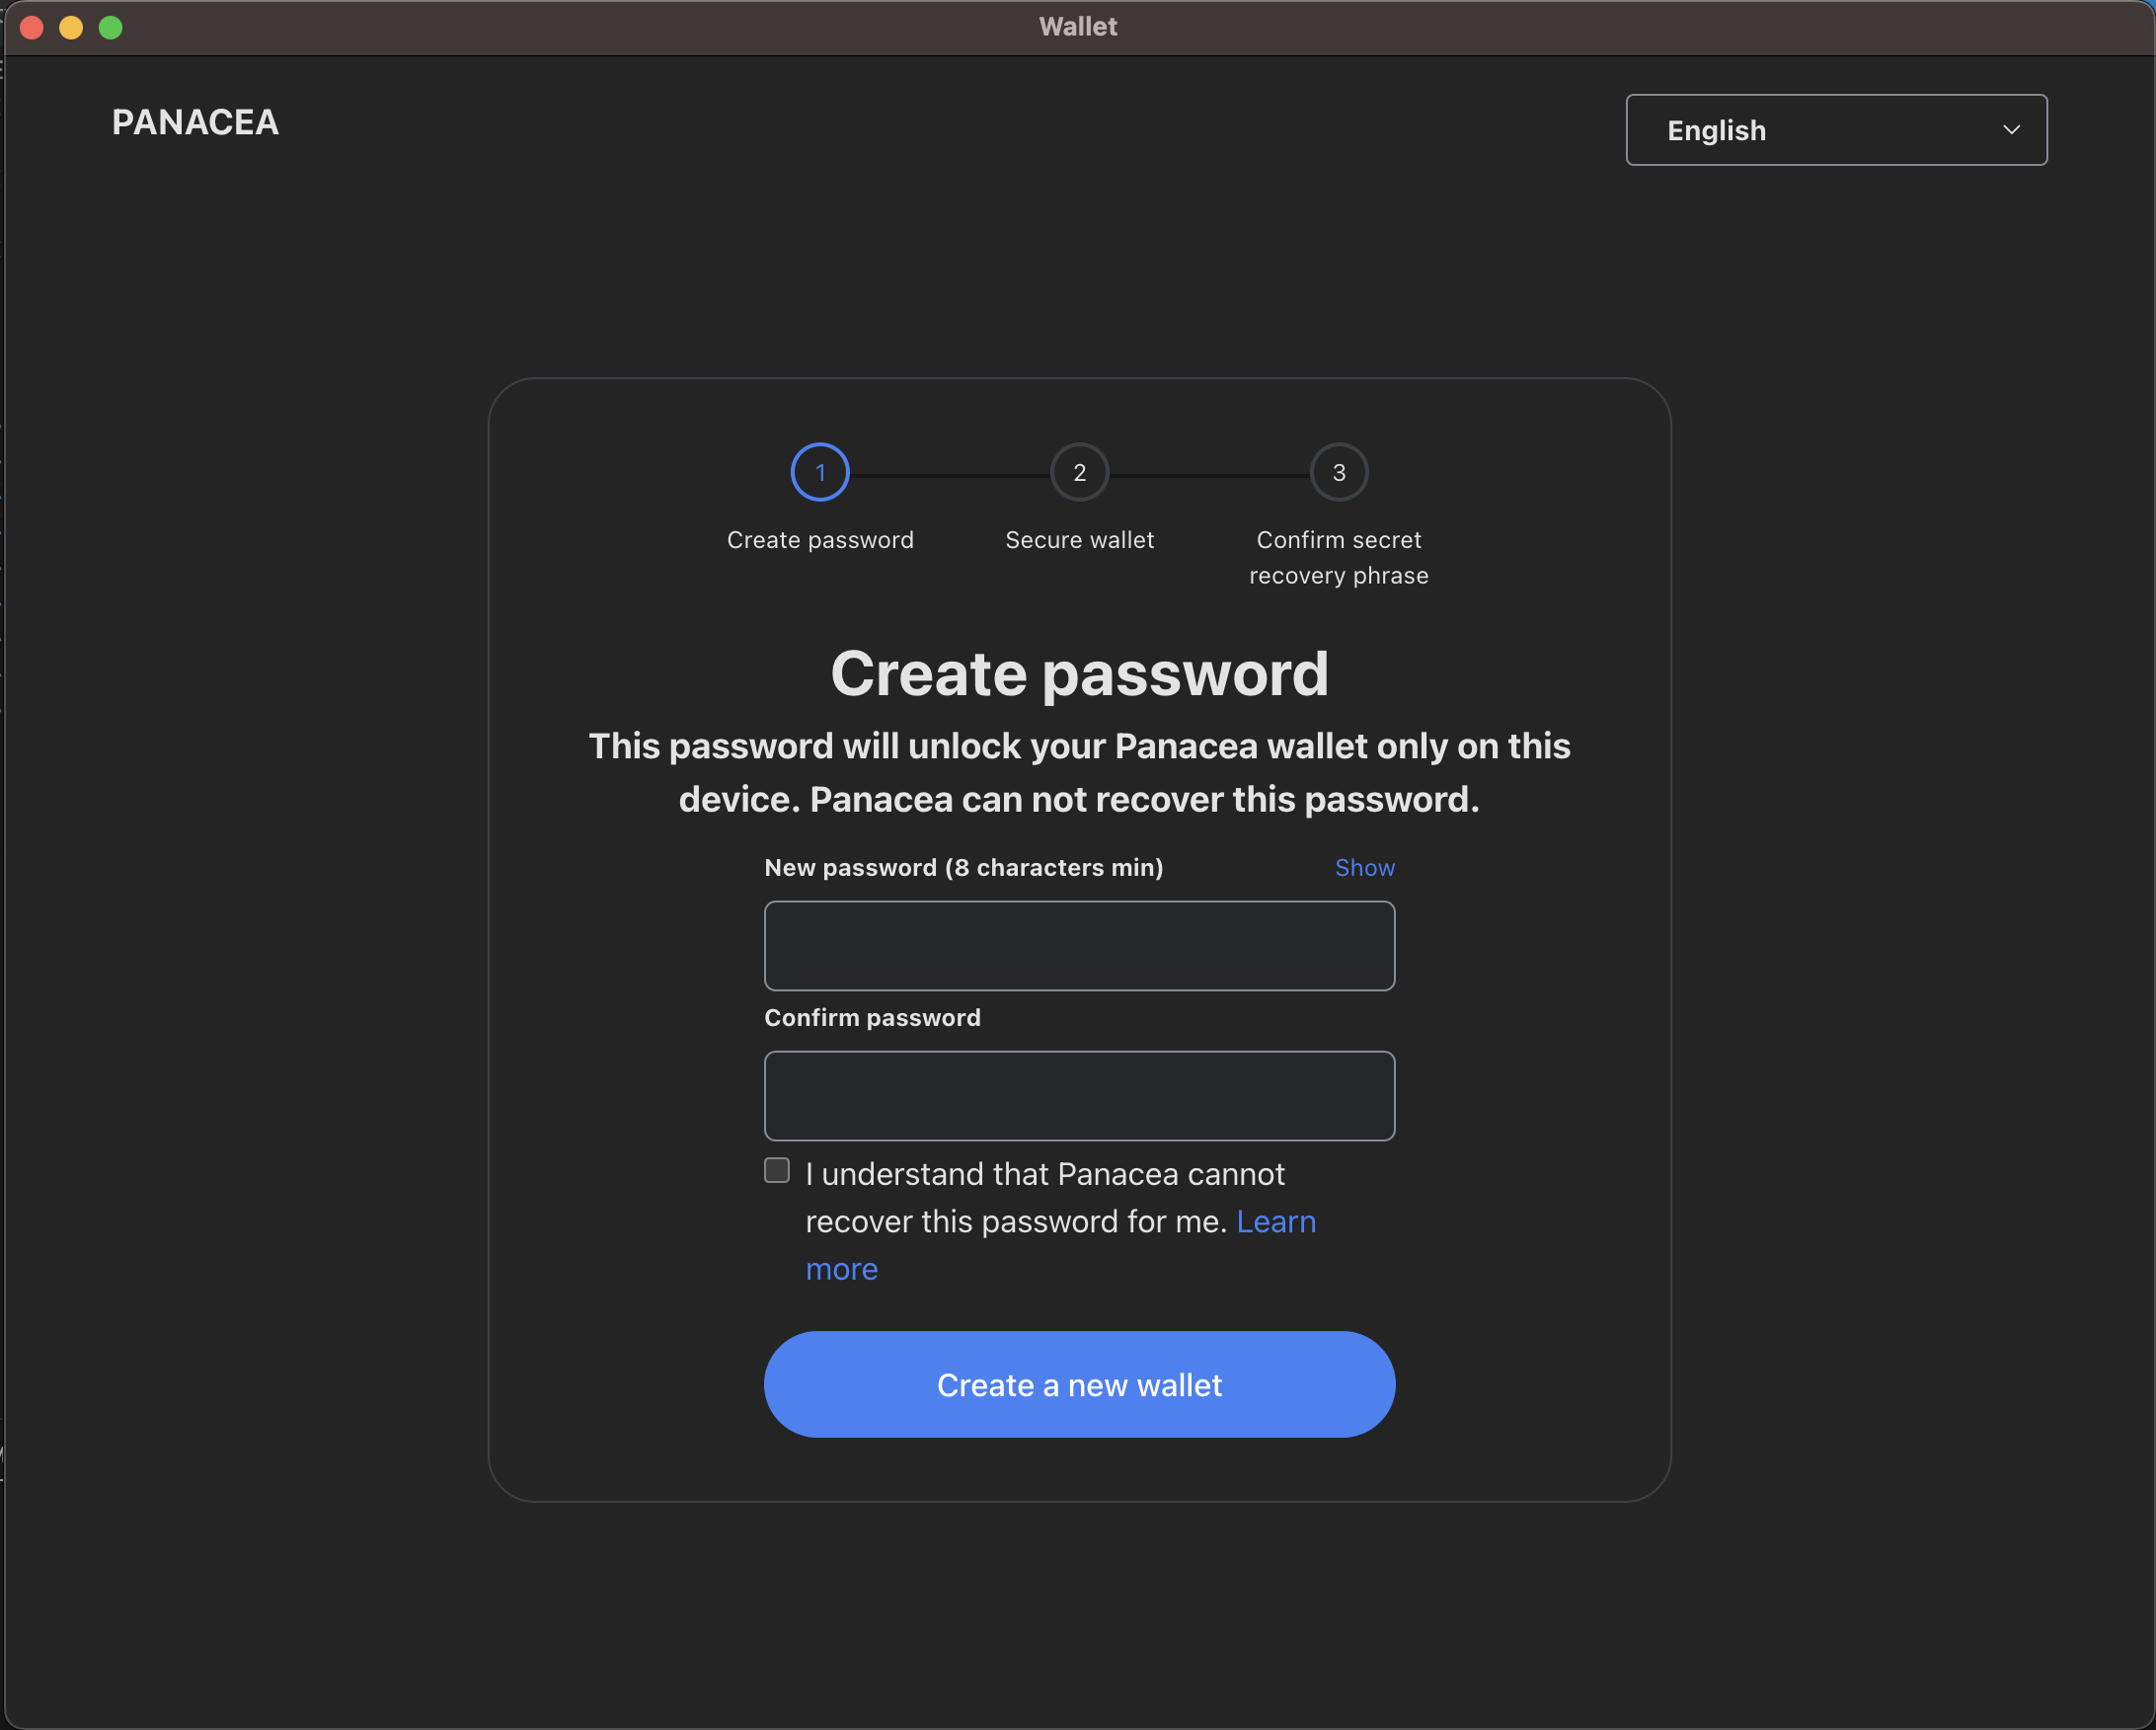 Wallet
PANACEA
English
1
2
3
Create password
Secure wallet
Confirm secret
recovery phrase
Create password
This password will unlock your Panacea wallet only on this
device. Panacea can not recover this password.
New password (8 characters min)
Show
Confirm password
I understand that Panacea cannot
recover this password for me. Learn
more
Create a new wallet